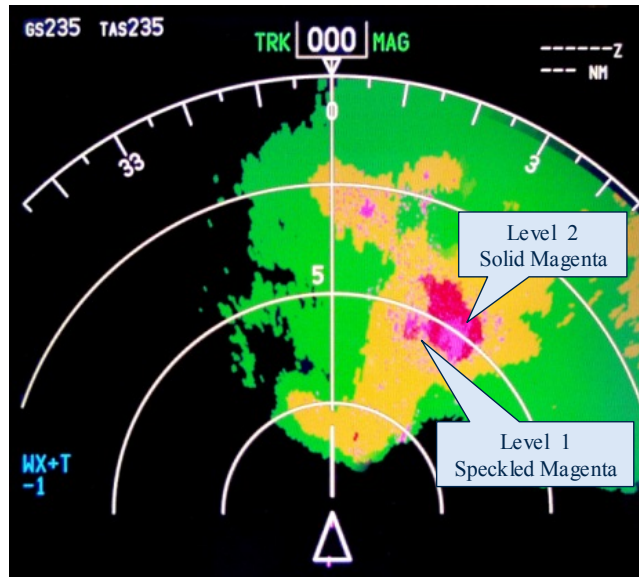 GS235 TAS235
TRK 000 MAG
------Z
--- NM
33
0
3
5
Level 2
Solid Magenta
Level 1
Speckled Magenta
WX+T
-1